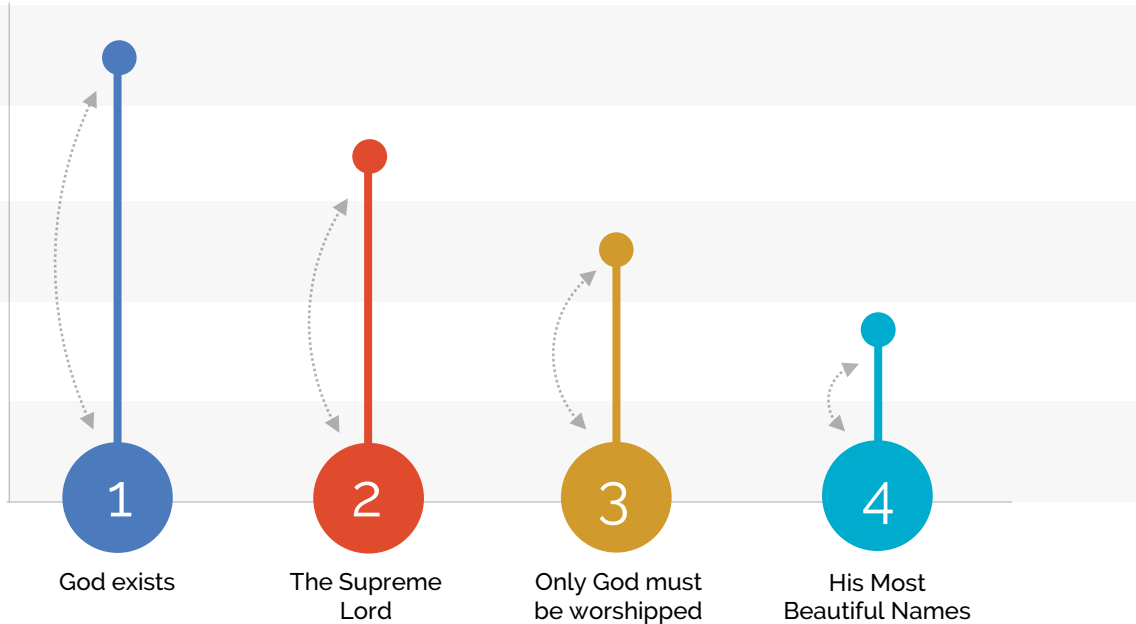 1
2
3
4
God exists
The Supreme
Lord
Only God must
be worshipped
His Most
Beautiful Names